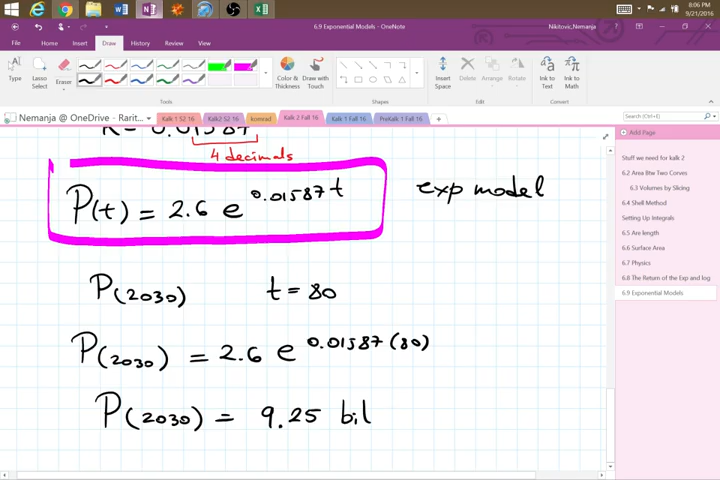 8:06 PM
9/21/2016
6.9 Exponential Models - OneNote
Nikitovic,Nemanja
File Home Insert Draw History Review View
Type
Lasso Select
Eraser
Color & Thickness
Draw with Touch
Insert Space
Delete
Arrange
Rotate
Ink to Text
Ink to Math
Tools
Shapes
Edit
Convert
Nemanja @ OneDrive - Rarit...
Kalk 1 S2 16
Kalk2 S2 16
komrad
Kalk 2 Fall 16
Kalk 1 Fall 16
PreKalk 1 Fall 16
+
Search (Ctrl+E)
Add Page
Stuff we need for kalk 2
6.2 Area Btw Two Curves
6.3 Volumes by Slicing
6.4 Shell Method
Setting Up Integrals
6.5 Arc length
6.6 Surface Area
6.7 Physics
6.8 The Return of the Exp and log
6.9 Exponential Models
K = 0.01587
4 decimals
P(t) = 2.6 e^0.01587 t exp model
P(2030) t = 80
P(2030) = 2.6 e^0.01587 (80)
P(2030) = 9.25 bil